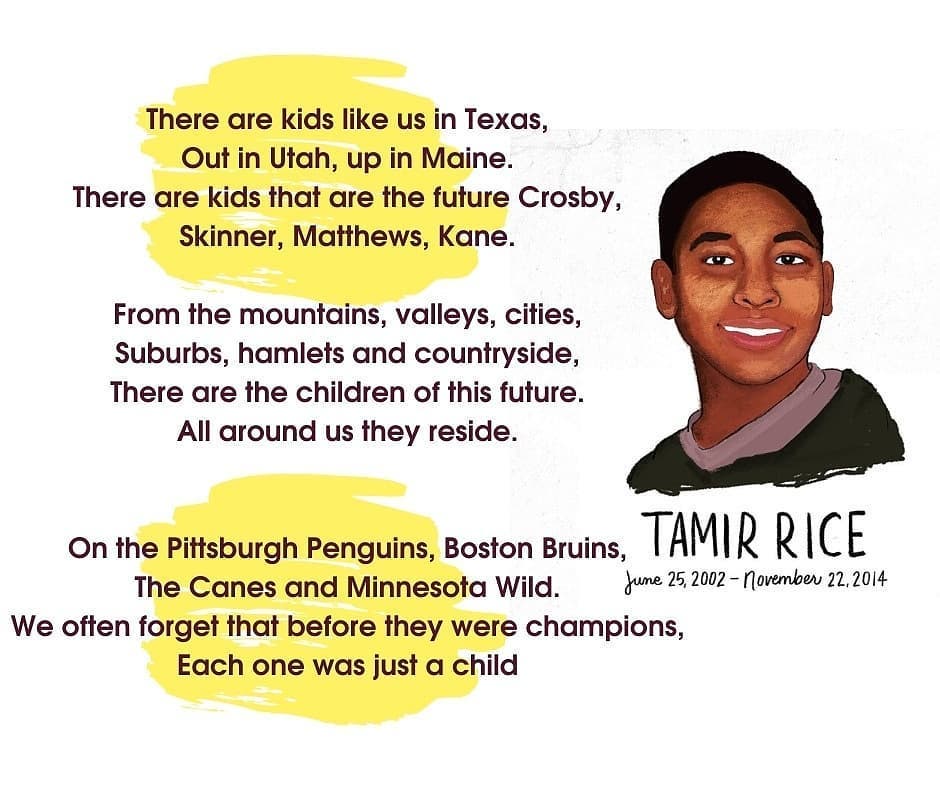 There are kids like us in Texas,
Out in Utah, up in Maine.
There are kids that are the future Crosby,
Skinner, Matthews, Kane.
From the mountains, valleys, cities,
Suburbs, hamlets and countryside,
There are the children of this future.
All around us they reside.
On the Pittsburgh Penguins, Boston Bruins,
The Canes and Minnesota Wild.
We often forget that before they were champions,
Each one was just a child
TAMIR RICE
June 25, 2002 – November 22, 2014